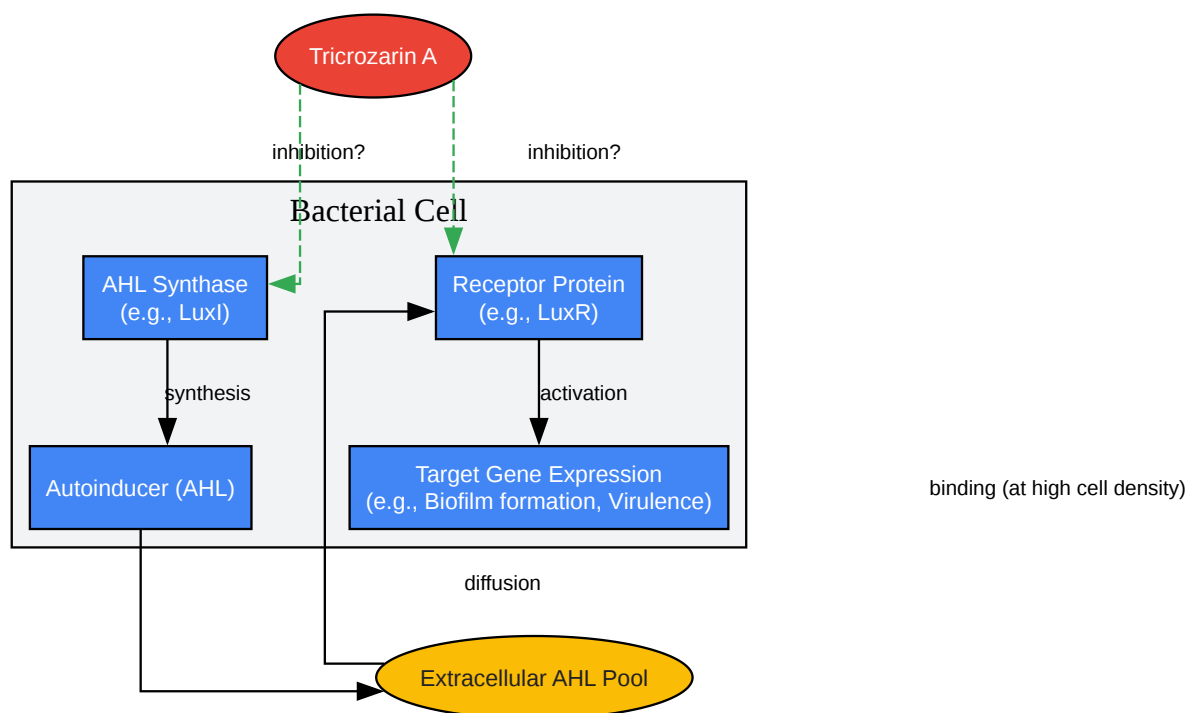 Tricrozarin A
inhibition?
inhibition?
Bacterial Cell
AHL Synthase
(e.g., LuxI)
Receptor Protein
(e.g., LuxR)
synthesis
activation
Autoinducer (AHL)
Target Gene Expression
(e.g., Biofilm formation, Virulence)
binding (at high cell density)
diffusion
Extracellular AHL Pool